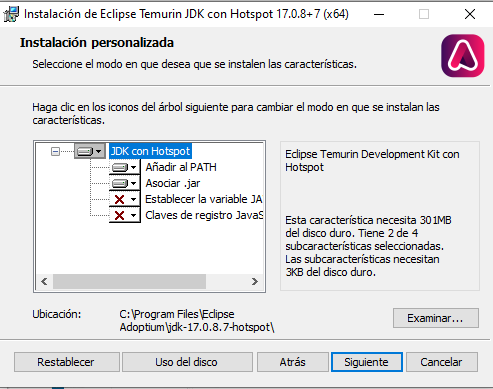 Instalación de Eclipse Temurin JDK con Hotspot 17.0.8+7 (x64)
Instalación personalizada
Seleccione el modo en que desea que se instalen las características.
Haga clic en los iconos del árbol siguiente para cambiar el modo en que se instalan las
características.
JDK con Hotspot
Añadir al PATH
Asociar .jar
Establecer la variable JA
Claves de registro JavaS
Eclipse Temurin Development Kit con
Hotspot
Esta característica necesita 301MB
del disco duro. Tiene 2 de 4
subcaracterísticas seleccionadas.
Las subcaracterísticas necesitan
3KB del disco duro.
Ubicación:
C:\Program Files\Eclipse
Adoptium\jdk-17.0.8.7-hotspot\
Examinar...
Restablecer
Uso del disco
Atrás
Siguiente
Cancelar